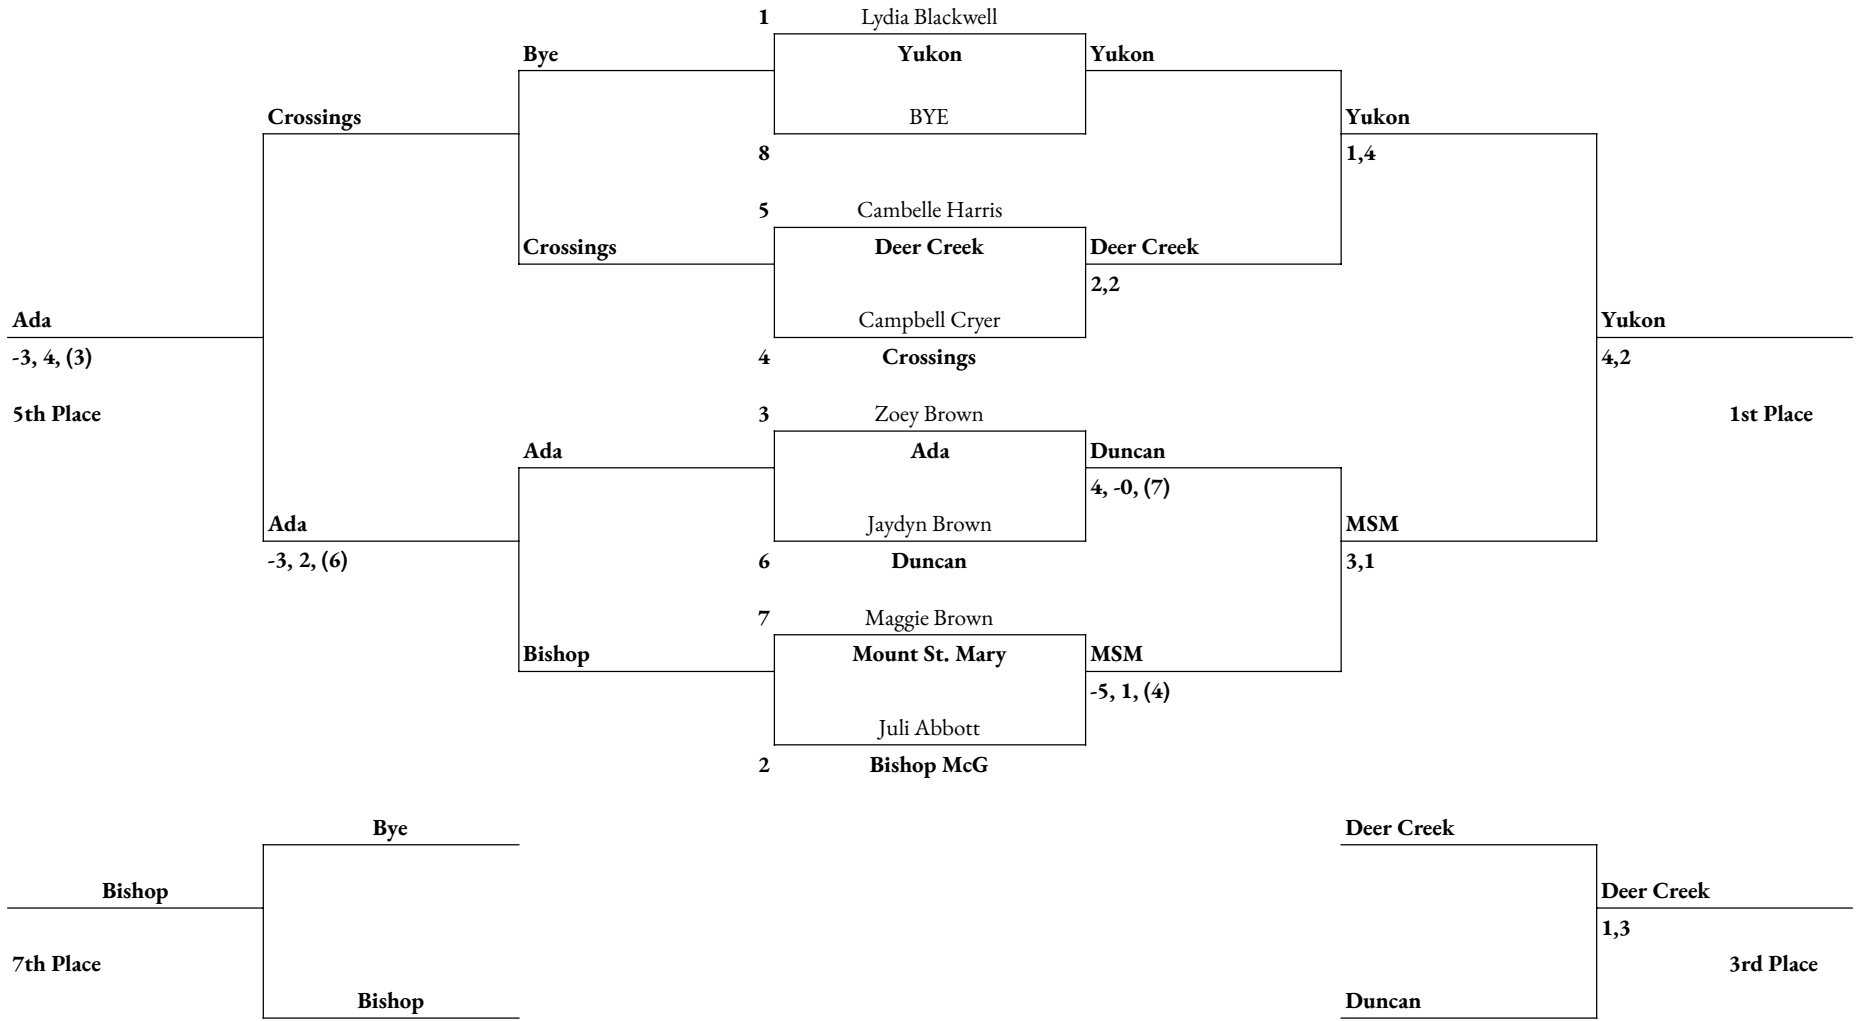 1 Lydia Blackwell
Bye Yukon Yukon
Crossings BYE Yukon
8 1,4
5 Cambelle Harris
Crossings Deer Creek Deer Creek
2,2
Ada Campbell Cryer Yukon
-3, 4, (3) 4 Crossings 4,2
5th Place 3 Zoey Brown 1st Place
Ada Ada Duncan
4, -0, (7)
Ada Jaydyn Brown MSM
-3, 2, (6) 6 Duncan 3,1
7 Maggie Brown
Bishop Mount St. Mary MSM
-5, 1, (4)
Juli Abbott
2 Bishop McG
Bye Deer Creek
Bishop Deer Creek
1,3
7th Place 3rd Place
Bishop Duncan